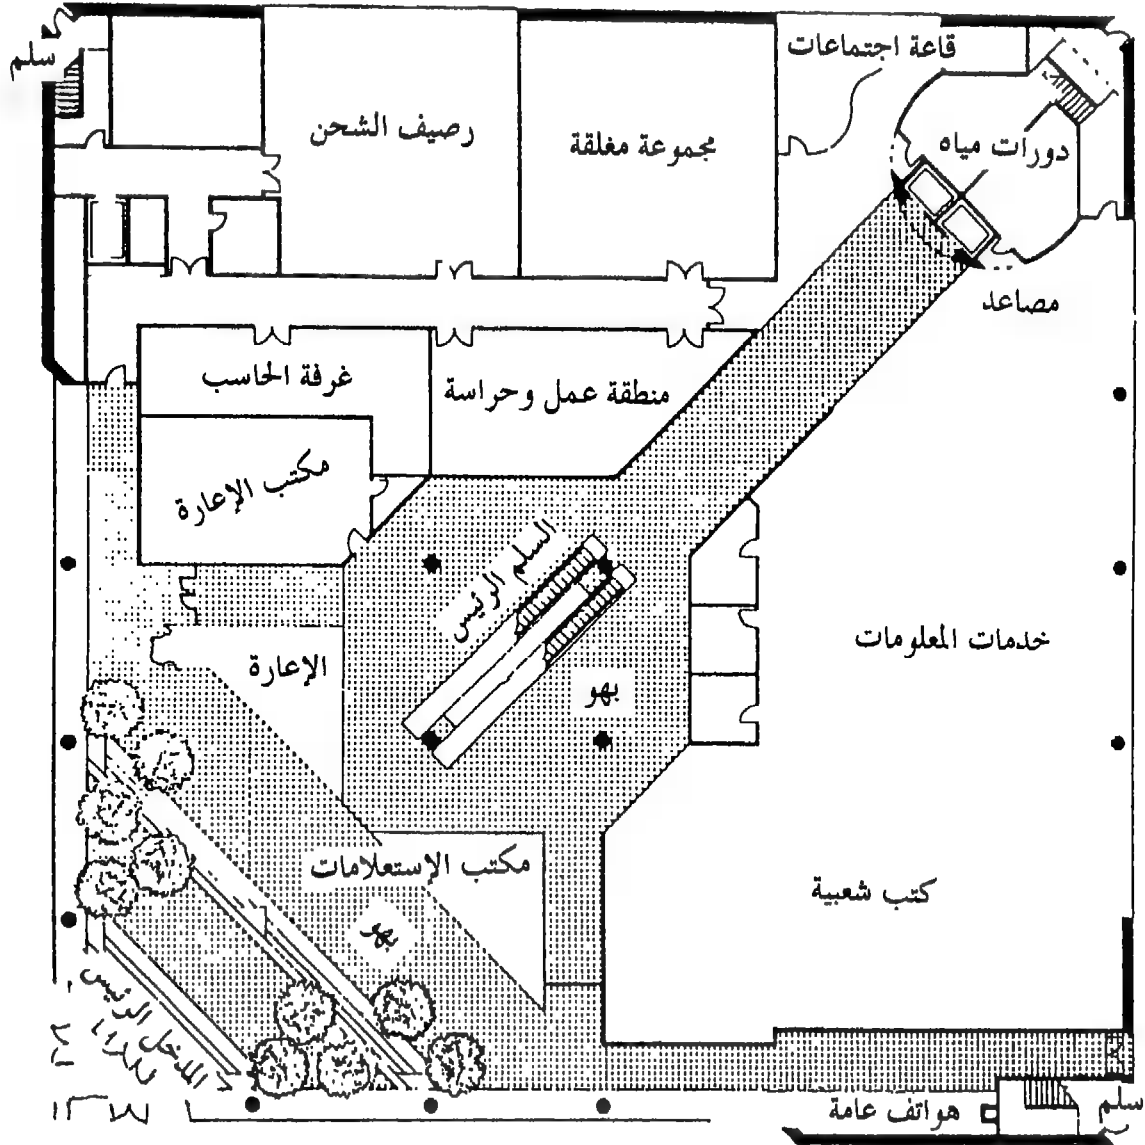 قاعة اجتماعات
سلم
رصيف الشحن
مجموعة مغلقة
دورات مياه
مصاعد
غرفة الحاسب
منطقة عمل وحراسة
مكتب الإعارة
السلم الرئيس
خدمات المعلومات
الإعارة
بهو
مكتب الإستعلامات
كتب شعبية
بهو
المدخل الرئيس
هواتف عامة
سلم